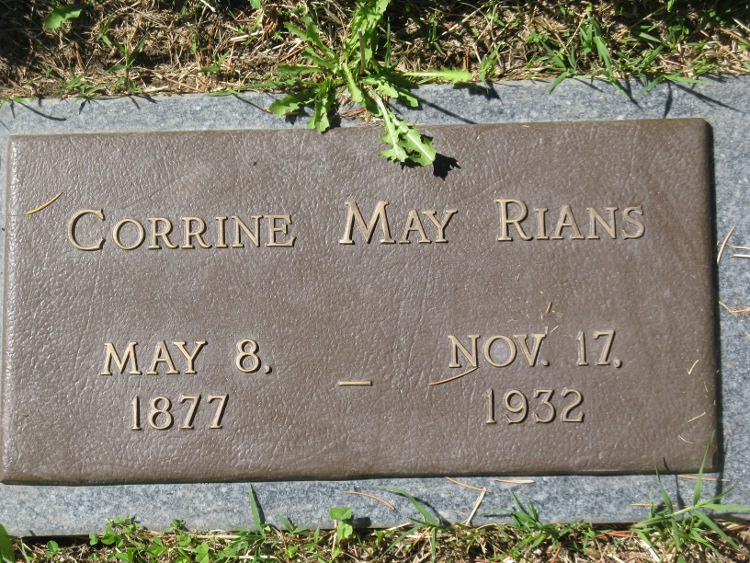 CORRINE MAY RIANS
MAY 8, – NOV. 17,
1877 1932